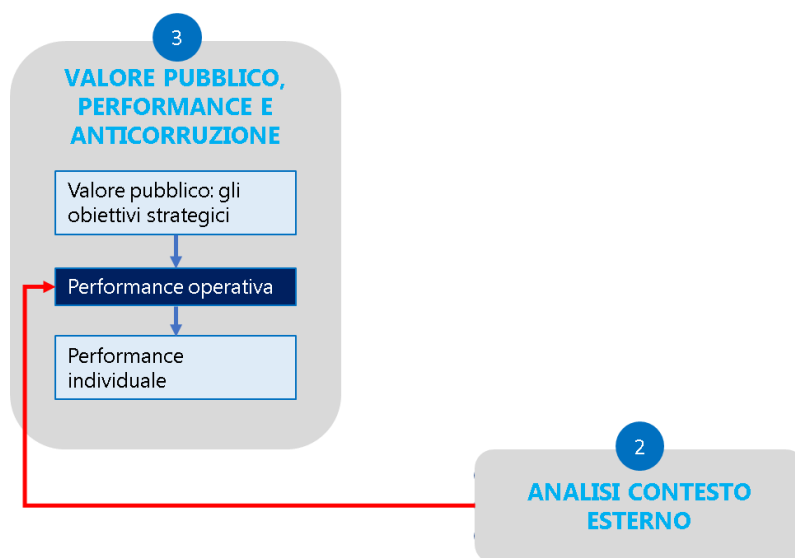 3
VALORE PUBBLICO,
PERFORMANCE E
ANTICORRUZIONE
Valore pubblico: gli
obiettivi strategici
Performance operativa
Performance
individuale
2
ANALISI CONTESTO
ESTERNO